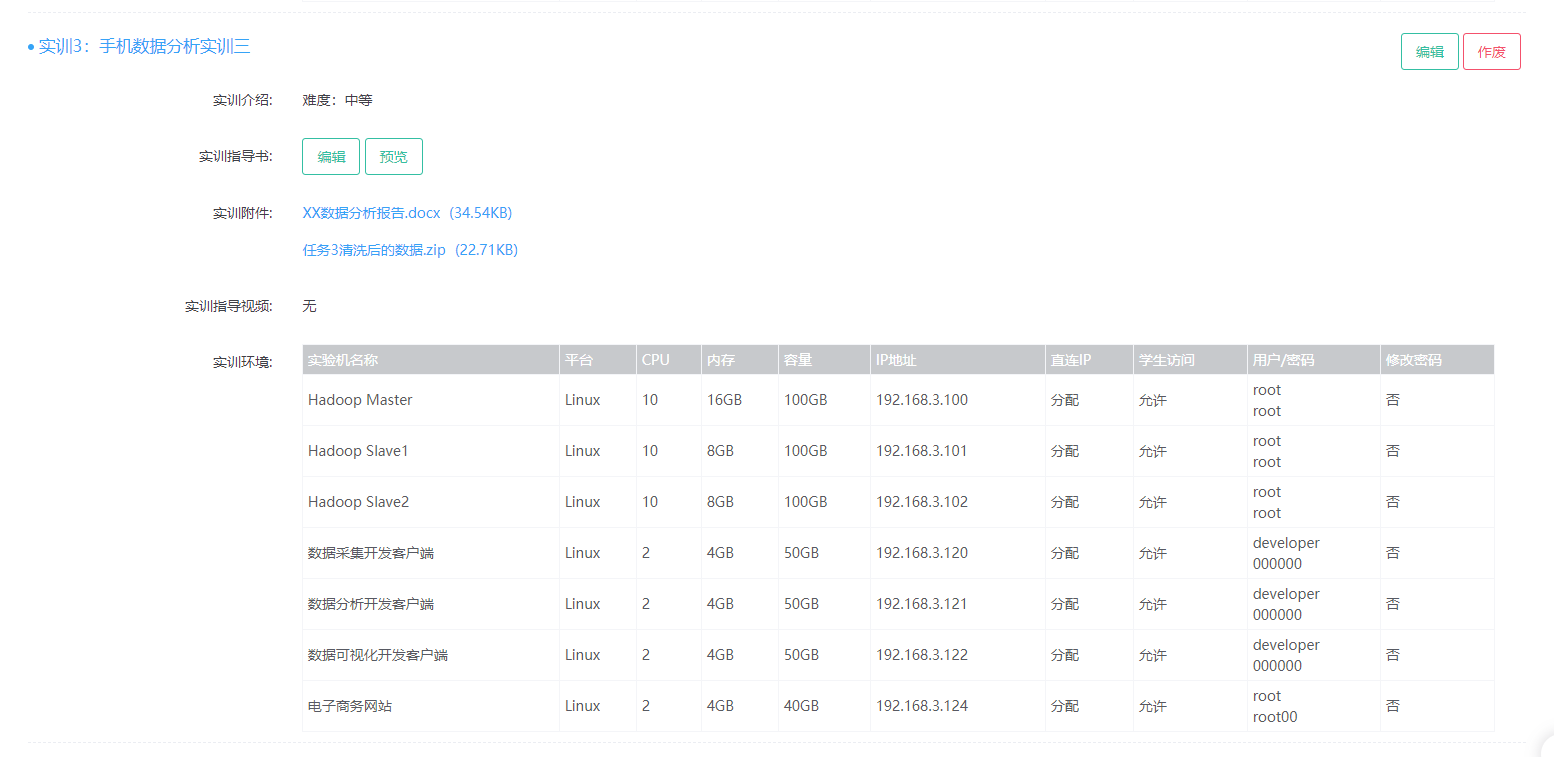 实训3：手机数据分析实训三
编辑 作废
实训介绍: 难度：中等
实训指导书: 编辑 预览
实训附件: XX数据分析报告.docx (34.54KB)
任务3清洗后的数据.zip (22.71KB)
实训指导视频: 无
实训环境:
实验机名称 平台 CPU 内存 容量 IP地址 直连IP 学生访问 用户/密码 修改密码
Hadoop Master Linux 10 16GB 100GB 192.168.3.100 分配 允许 root 否
root
Hadoop Slave1 Linux 10 8GB 100GB 192.168.3.101 分配 允许 root 否
root
Hadoop Slave2 Linux 10 8GB 100GB 192.168.3.102 分配 允许 root 否
root
数据采集开发客户端 Linux 2 4GB 50GB 192.168.3.120 分配 允许 developer 否
000000
数据分析开发客户端 Linux 2 4GB 50GB 192.168.3.121 分配 允许 developer 否
000000
数据可视化开发客户端 Linux 2 4GB 50GB 192.168.3.122 分配 允许 developer 否
000000
电子商务网站 Linux 2 4GB 40GB 192.168.3.124 分配 允许 root 否
root00